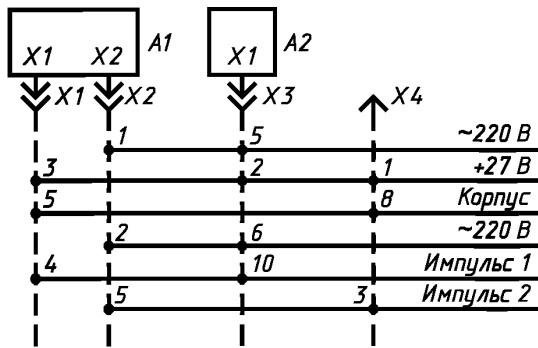 X1 X2 A1 X1 A2
X1 X2 X3 X4
1 5 ~220 В
3 2 1 +27 В
5 8 Корпус
2 6 ~220 В
4 10 Импульс 1
5 3 Импульс 2